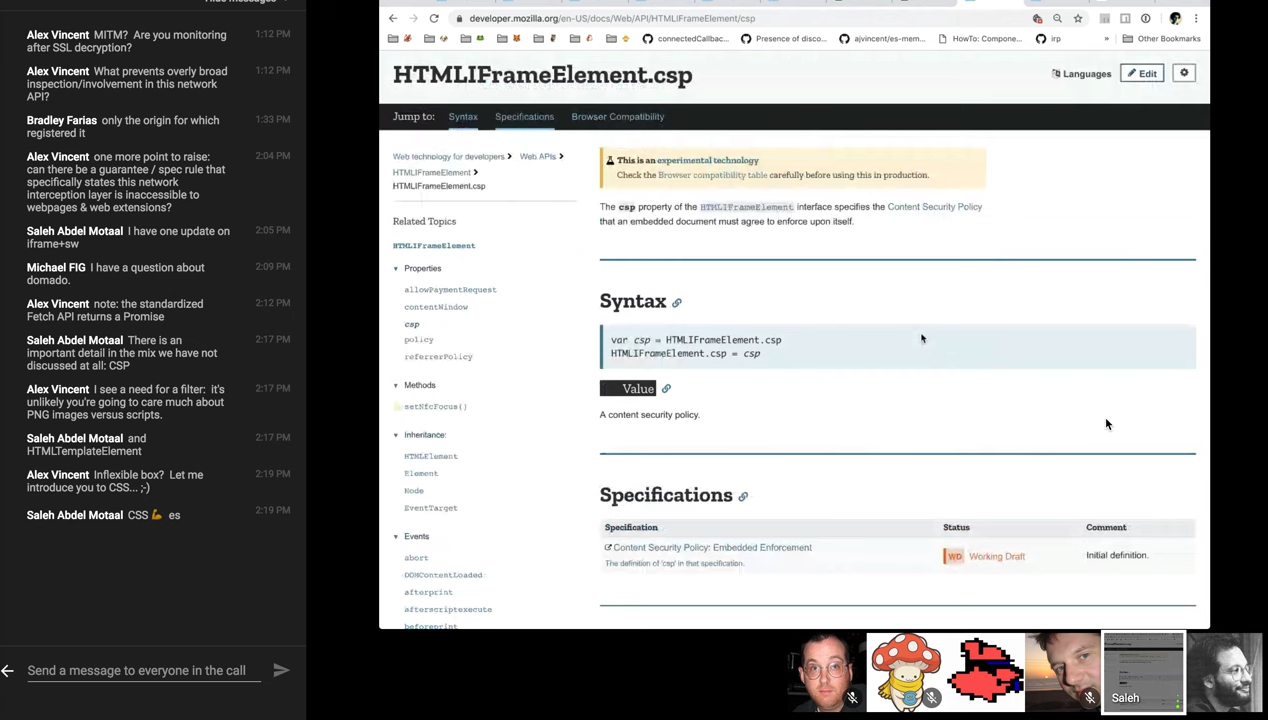 Hide messages
Alex Vincent MITM? Are you monitoring 1:12 PM
after SSL decryption?
Alex Vincent What prevents overly broad 1:12 PM
inspection/involvement in this network
API?
Bradley Farias only the origin for which 1:33 PM
registered it
Alex Vincent one more point to raise: 2:04 PM
can there be a guarantee / spec rule that
specifically states this network
interception layer is inaccessible to
webpages & web extensions?
Saleh Abdel Motaal I have one update on 2:05 PM
iframe+sw
Michael FIG I have a question about 2:09 PM
domado.
Alex Vincent note: the standardized 2:12 PM
Fetch API returns a Promise
Saleh Abdel Motaal There is an 2:17 PM
important detail in the mix we have not
discussed at all: CSP
Alex Vincent I see a need for a filter: it's 2:17 PM
unlikely you're going to care much about
PNG images versus scripts.
Saleh Abdel Motaal and 2:17 PM
HTMLTemplateElement
Alex Vincent Inflexible box? Let me 2:19 PM
introduce you to CSS... ;-)
Saleh Abdel Motaal CSS 💪 es 2:19 PM
Send a message to everyone in the call
developer.mozilla.org/en-US/docs/Web/API/HTMLIFrameElement/csp
connectedCallbac...
Presence of disco...
ajvincent/es-mem...
HowTo: Compone...
irp
»
Other Bookmarks
HTMLIFrameElement.csp
Languages
Edit
Jump to: Syntax Specifications Browser Compatibility
Web technology for developers > Web APIs >
HTMLIFrameElement >
HTMLIFrameElement.csp
Related Topics
HTMLIFrameElement
Properties
allowPaymentRequest
contentWindow
csp
policy
referrerPolicy
Methods
setNfcFocus()
Inheritance:
HTMLElement
Element
Node
EventTarget
Events
abort
DOMContentLoaded
afterprint
afterscriptexecute
beforeprint
This is an experimental technology
Check the Browser compatibility table carefully before using this in production.
The csp property of the HTMLIFrameElement interface specifies the Content Security Policy
that an embedded document must agree to enforce upon itself.
Syntax
var csp = HTMLIFrameElement.csp
HTMLIFrameElement.csp = csp
Value
A content security policy.
Specifications
Specification Status Comment
Content Security Policy: Embedded Enforcement WD Working Draft Initial definition.
The definition of 'csp' in that specification.
Saleh